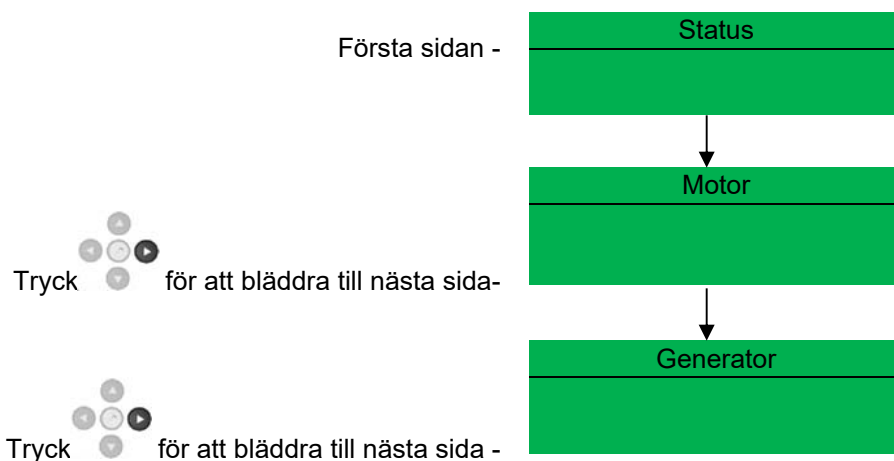 Status
Första sidan -
Motor
Tryck för att bläddra till nästa sida-
Generator
Tryck för att bläddra till nästa sida -